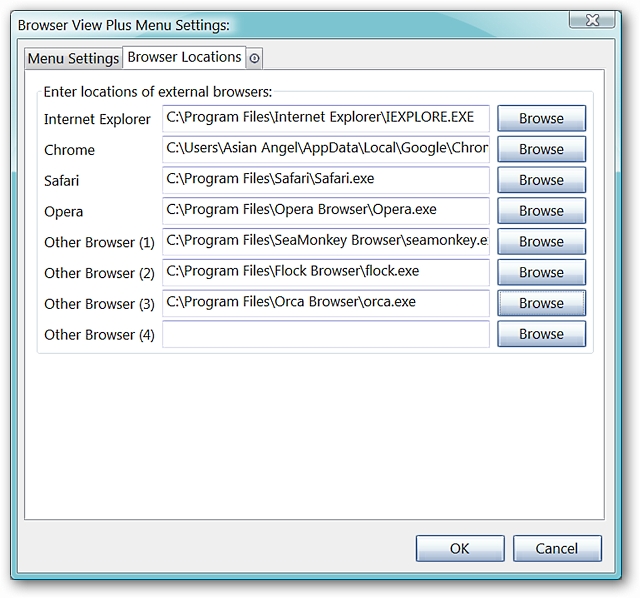 Browser View Plus Menu Settings:
Menu Settings Browser Locations
Enter locations of external browsers:
Internet Explorer C:\Program Files\Internet Explorer\IEXPLORE.EXE Browse
Chrome C:\Users\Asian Angel\AppData\Local\Google\Chron Browse
Safari C:\Program Files\Safari\Safari.exe Browse
Opera C:\Program Files\Opera Browser\Opera.exe Browse
Other Browser (1) C:\Program Files\SeaMonkey Browser\seamonkey.e Browse
Other Browser (2) C:\Program Files\Flock Browser\flock.exe Browse
Other Browser (3) C:\Program Files\Orca Browser\orca.exe Browse
Other Browser (4) Browse
OK Cancel